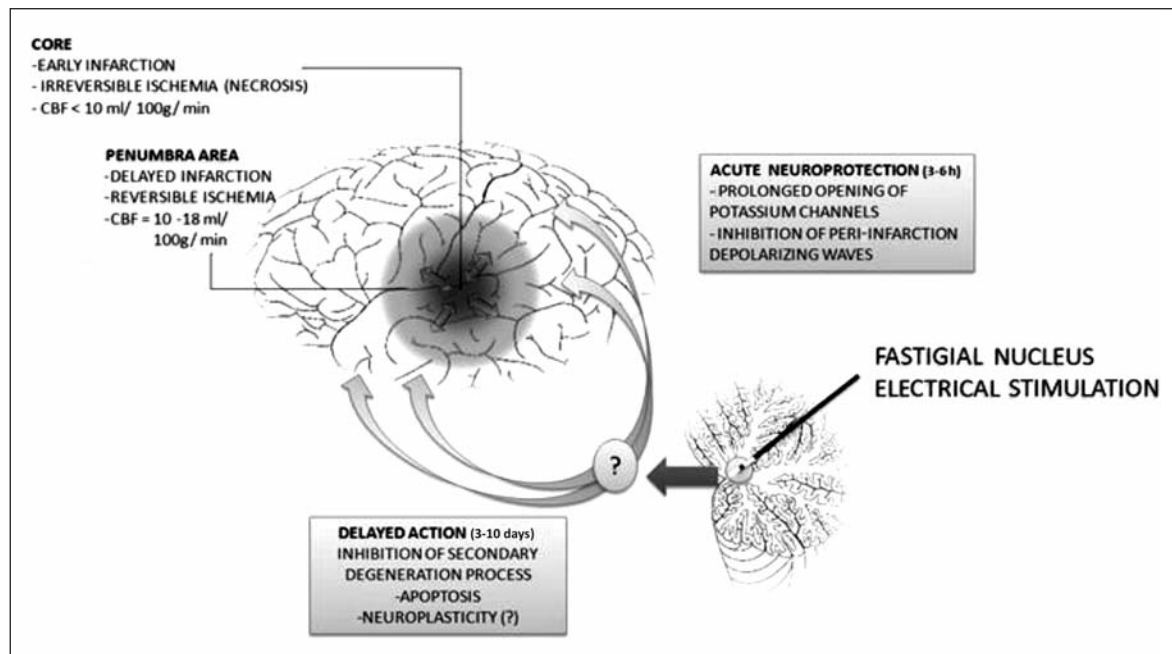 CORE
-EARLY INFARCTION
- IRREVERSIBLE ISCHEMIA (NECROSIS)
- CBF < 10 ml/ 100g/ min
PENUMBRA AREA
-DELAYED INFARCTION
-REVERSIBLE ISCHEMIA
-CBF = 10 -18 ml/
100g/ min
ACUTE NEUROPROTECTION (3-6 h)
- PROLONGED OPENING OF
POTASSIUM CHANNELS
- INHIBITION OF PERI-INFARCTION
DEPOLARIZING WAVES
FASTIGIAL NUCLEUS
ELECTRICAL STIMULATION
?
DELAYED ACTION (3-10 days)
INHIBITION OF SECONDARY
DEGENERATION PROCESS
-APOPTOSIS
-NEUROPLASTICITY (?)